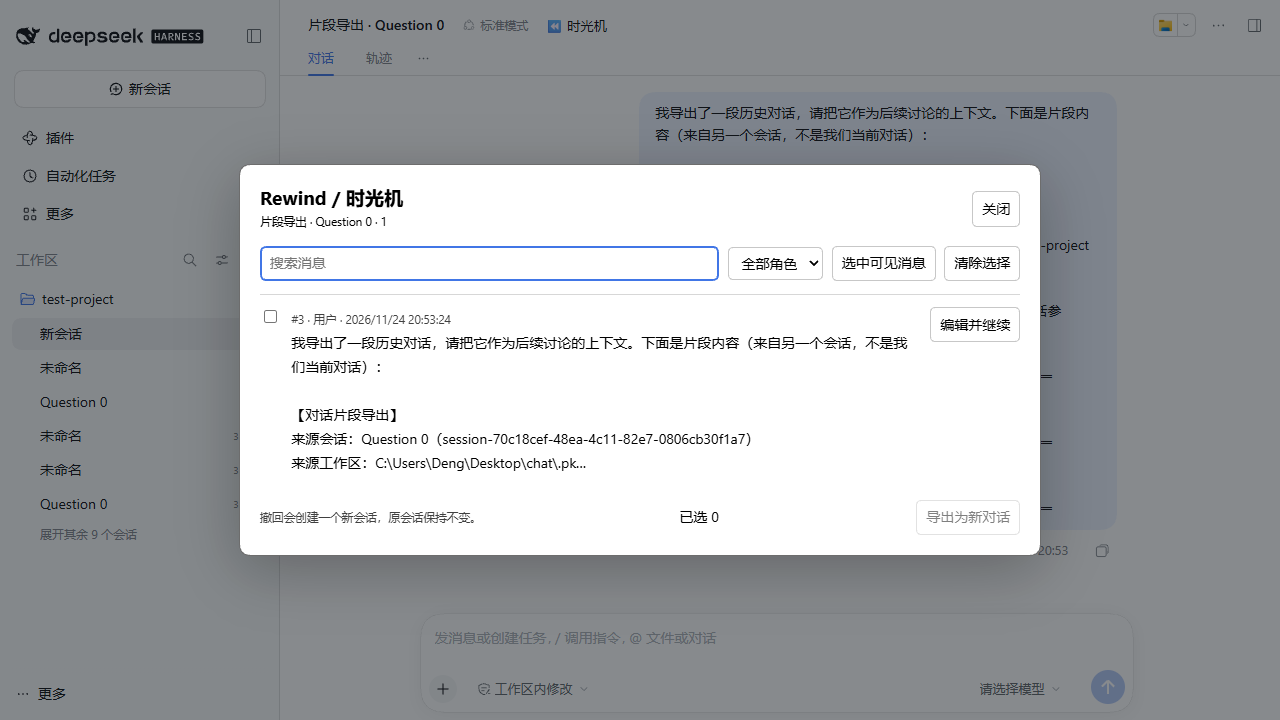 deepseek HARNESS
新会话
插件
自动化任务
更多
工作区
test-project
新会话
未命名
Question 0
未命名
3
未命名
3
Question 0
3
展开其余 9 个会话
··· 更多
片段导出 · Question 0
标准模式
时光机
对话
轨迹
···
我导出了一段历史对话，请把它作为后续讨论的上下文。下面是片段内
容（来自另一个会话，不是我们当前对话）：
-project
20:53
Rewind / 时光机
片段导出 · Question 0 · 1
关闭
搜索消息
全部角色
选中可见消息
清除选择
#3 · 用户 · 2026/11/24 20:53:24
编辑并继续
我导出了一段历史对话，请把它作为后续讨论的上下文。下面是片段内容（来自另一个会话，不是我
们当前对话）：
【对话片段导出】
来源会话：Question 0（session-70c18cef-48ea-4c11-82e7-0806cb30f1a7）
来源工作区：C:\Users\Deng\Desktop\chat\.pk...
撤回会创建一个新会话，原会话保持不变。
已选 0
导出为新对话
发消息或创建任务, / 调用指令, @ 文件或对话
工作区内修改
请选择模型